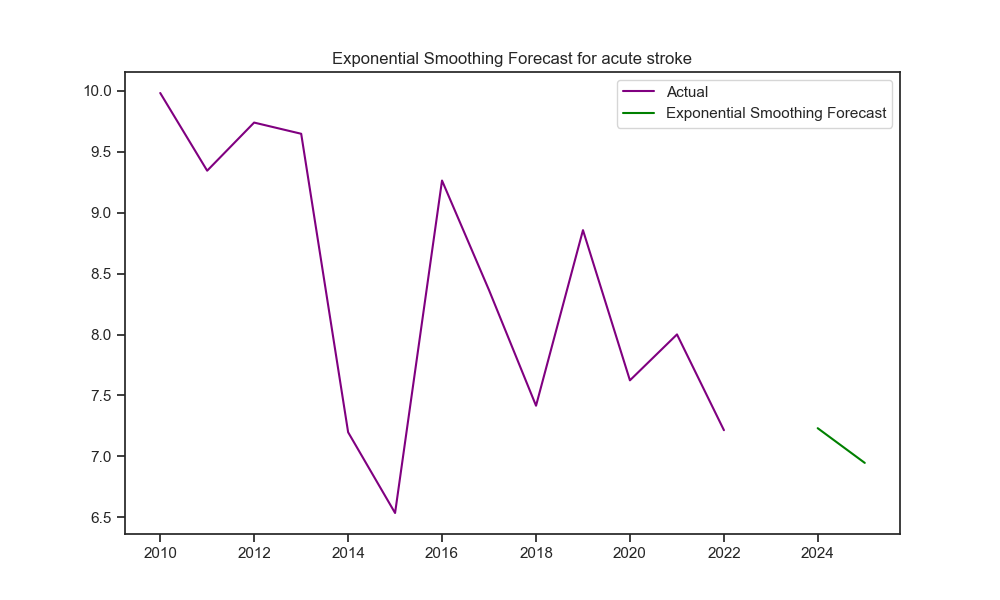 Exponential Smoothing Forecast for acute stroke
Actual
Exponential Smoothing Forecast
10.0
9.5
9.0
8.5
8.0
7.5
7.0
6.5
2010 2012 2014 2016 2018 2020 2022 2024